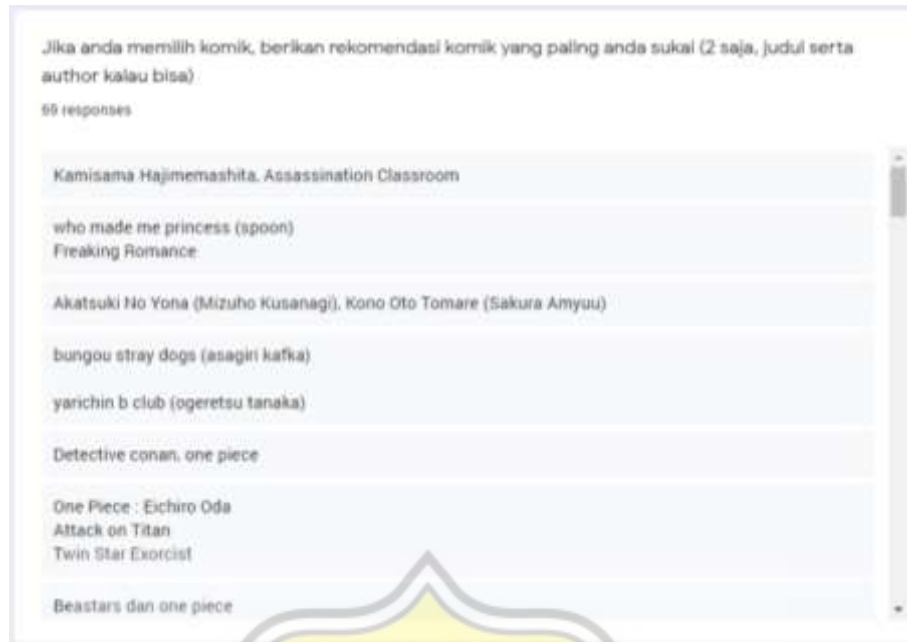 Jika anda memilih komik, berikan rekomendasi komik yang paling anda sukai (2 saja, judul serta
author kalau bisa)
69 responses
Kamisama Hajimemashita, Assassination Classroom
who made me princess (spoon)
Freaking Romance
Akatsuki No Yona (Mizuho Kusanagi), Kono Oto Tomare (Sakura Amyuu)
bungou stray dogs (asagiri kafka)
yarichin b club (ogeretsu tanaka)
Detective conan, one piece
One Piece : Eichiro Oda
Attack on Titan
Twin Star Exorcist
Beastars dan one piece